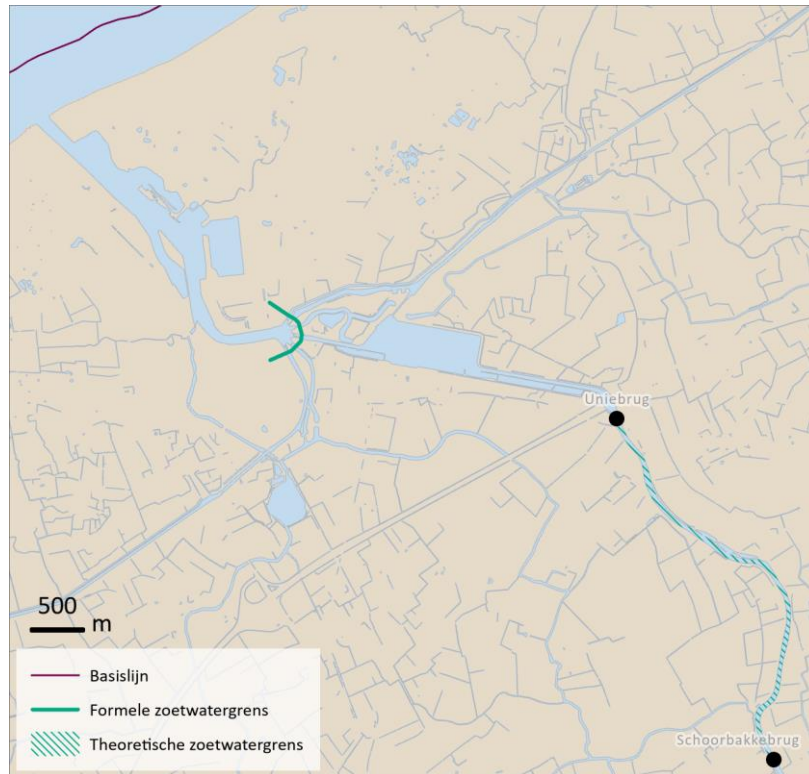 Uniebrug
500
m
Basislijn
Formele zoetwatergrens
Theoretische zoetwatergrens
Schoorbakkebrug